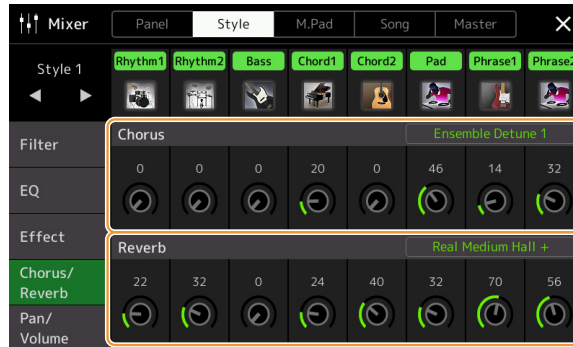 Mixer
Panel Style M.Pad Song Master
Style 1
Rhythm1 Rhythm2 Bass Chord1 Chord2 Pad Phrase1 Phrase2
Filter
EQ
Effect
Chorus/
Reverb
Pan/
Volume
Chorus Ensemble Detune 1
0 0 0 20 0 46 14 32
Reverb Real Medium Hall +
22 32 0 24 40 32 70 56